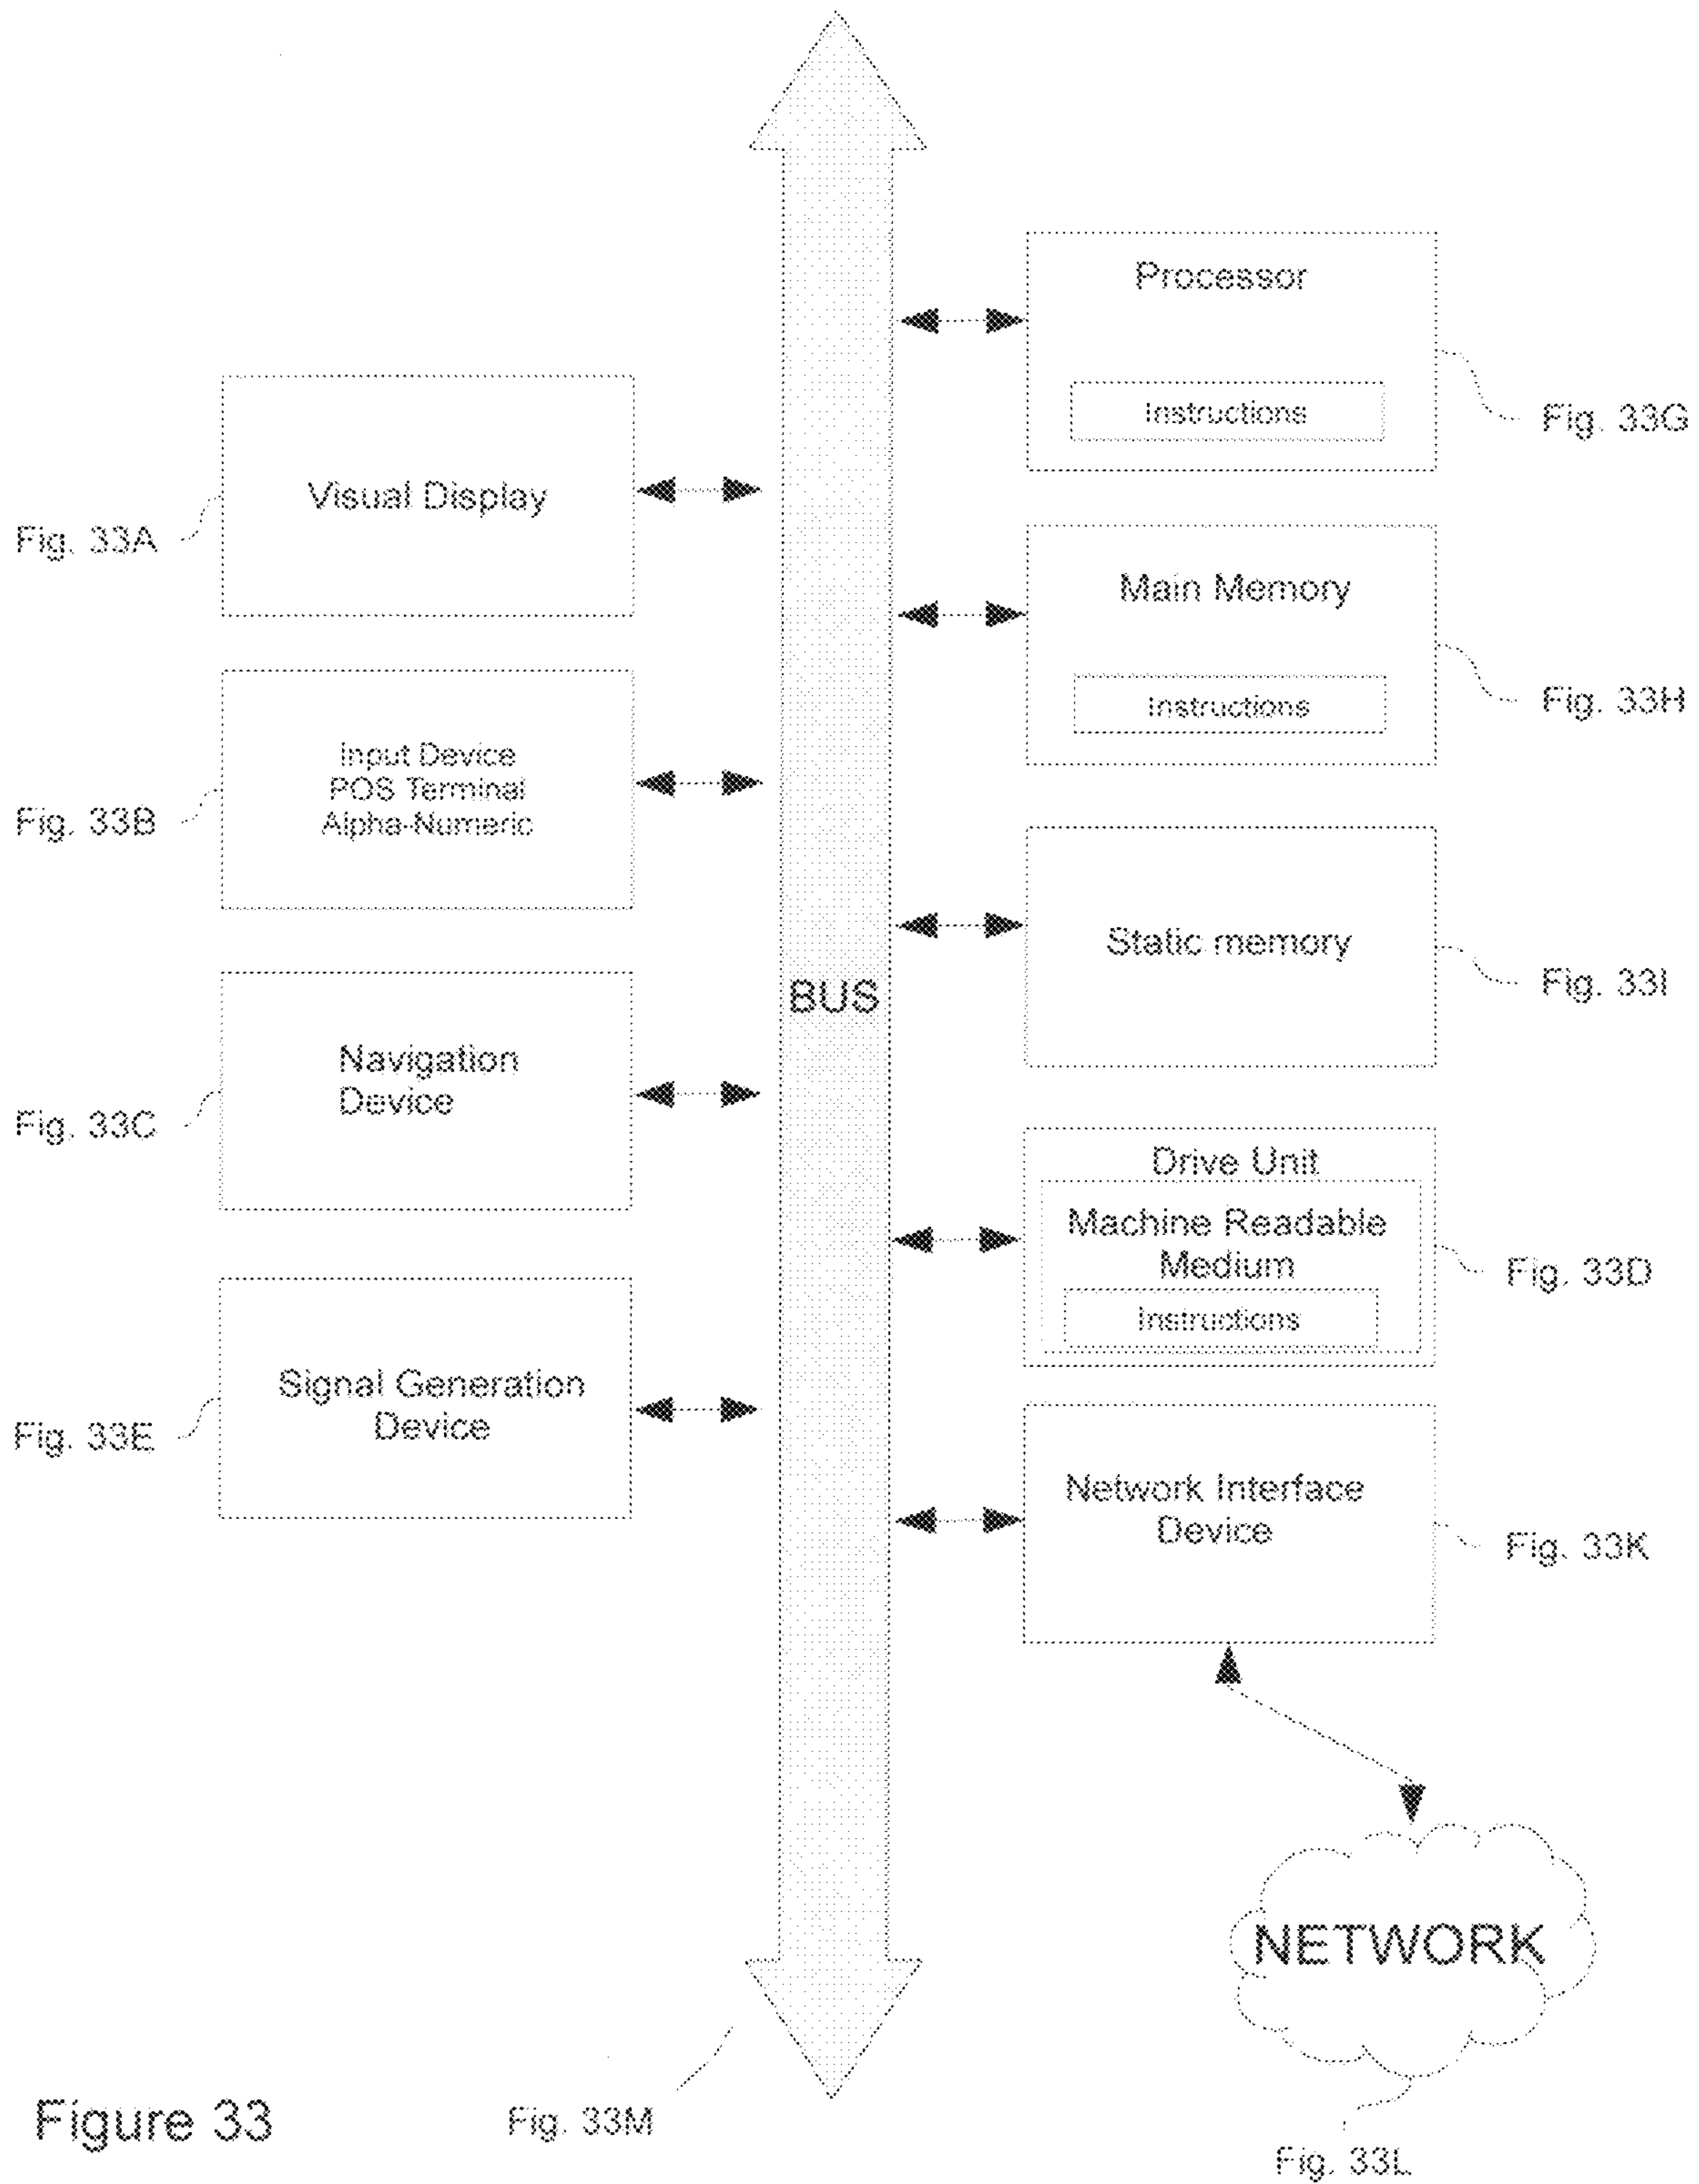 Processor
Instructions
Fig. 33G
Visual Display
Fig. 33A
Main Memory
Instructions
Fig. 33H
Input Device
POS Terminal
Alpha-Numeric
Fig. 33B
Static memory
Fig. 33I
BUS
Navigation
Device
Fig. 33C
Drive Unit
Machine Readable
Medium
Instructions
Fig. 33D
Signal Generation
Device
Fig. 33E
Network Interface
Device
Fig. 33K
NETWORK
Figure 33
Fig. 33M
Fig. 33L